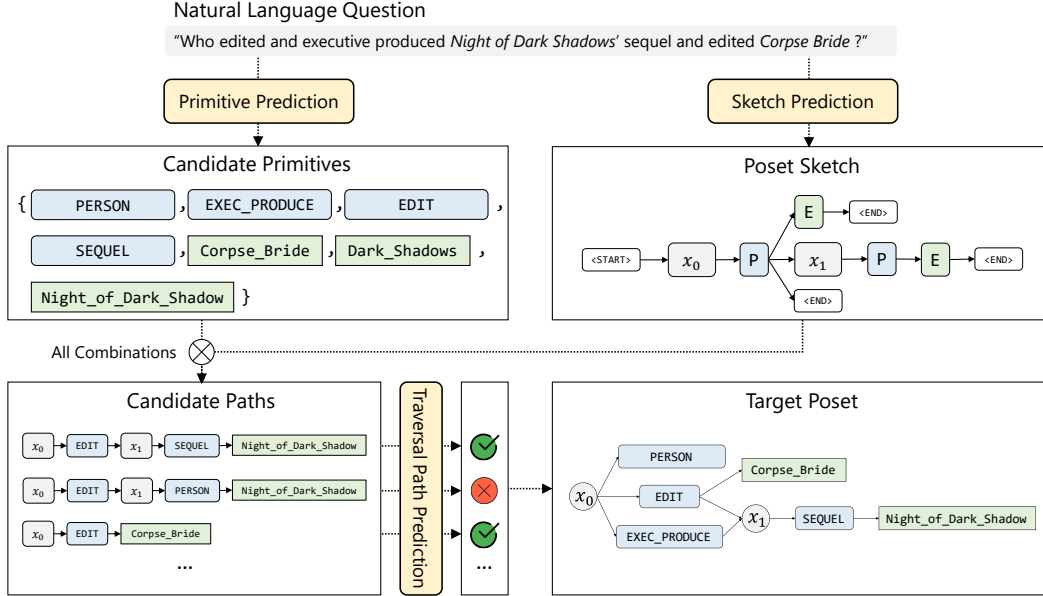 Natural Language Question
“Who edited and executive produced Night of Dark Shadows’ sequel and edited Corpse Bride ?”
Primitive Prediction
Sketch Prediction
Candidate Primitives
{ PERSON , EXEC_PRODUCE , EDIT ,
SEQUEL , Corpse_Bride , Dark_Shadows ,
Night_of_Dark_Shadow }
Poset Sketch
E <END>
<START> x0 P x1 P E <END>
<END>
All Combinations
Candidate Paths
x0 EDIT x1 SEQUEL Night_of_Dark_Shadow
x0 EDIT x1 PERSON Night_of_Dark_Shadow
x0 EDIT Corpse_Bride
...
Traversal Path Prediction
...
Target Poset
PERSON
Corpse_Bride
x0 EDIT
x1 SEQUEL Night_of_Dark_Shadow
EXEC_PRODUCE